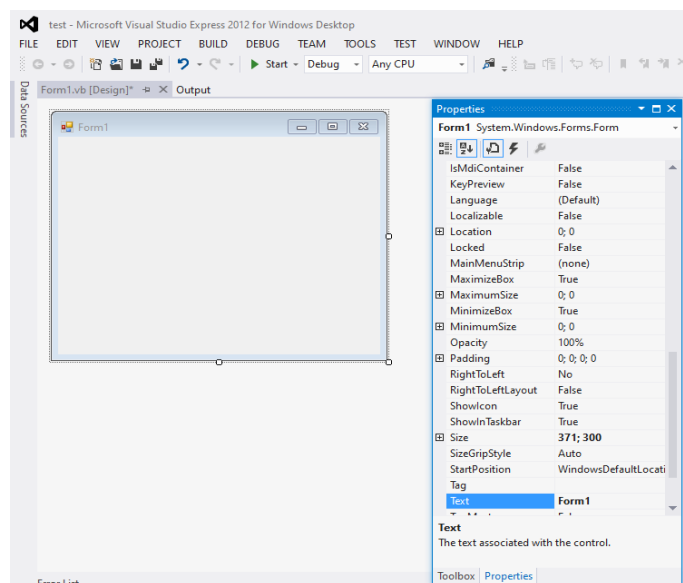 test - Microsoft Visual Studio Express 2012 for Windows Desktop
FILE EDIT VIEW PROJECT BUILD DEBUG TEAM TOOLS TEST WINDOW HELP
Start Debug Any CPU
Data Sources
Form1.vb [Design]* Output
Form1
Properties
Form1 System.Windows.Forms.Form
IsMdiContainer False
KeyPreview False
Language (Default)
Localizable False
Location 0; 0
Locked False
MainMenuStrip (none)
MaximizeBox True
MaximumSize 0; 0
MinimizeBox True
MinimumSize 0; 0
Opacity 100%
Padding 0; 0; 0; 0
RightToLeft No
RightToLeftLayout False
ShowIcon True
ShowInTaskbar True
Size 371; 300
SizeGripStyle Auto
StartPosition WindowsDefaultLocati
Tag
Text Form1
Text
The text associated with the control.
Toolbox Properties